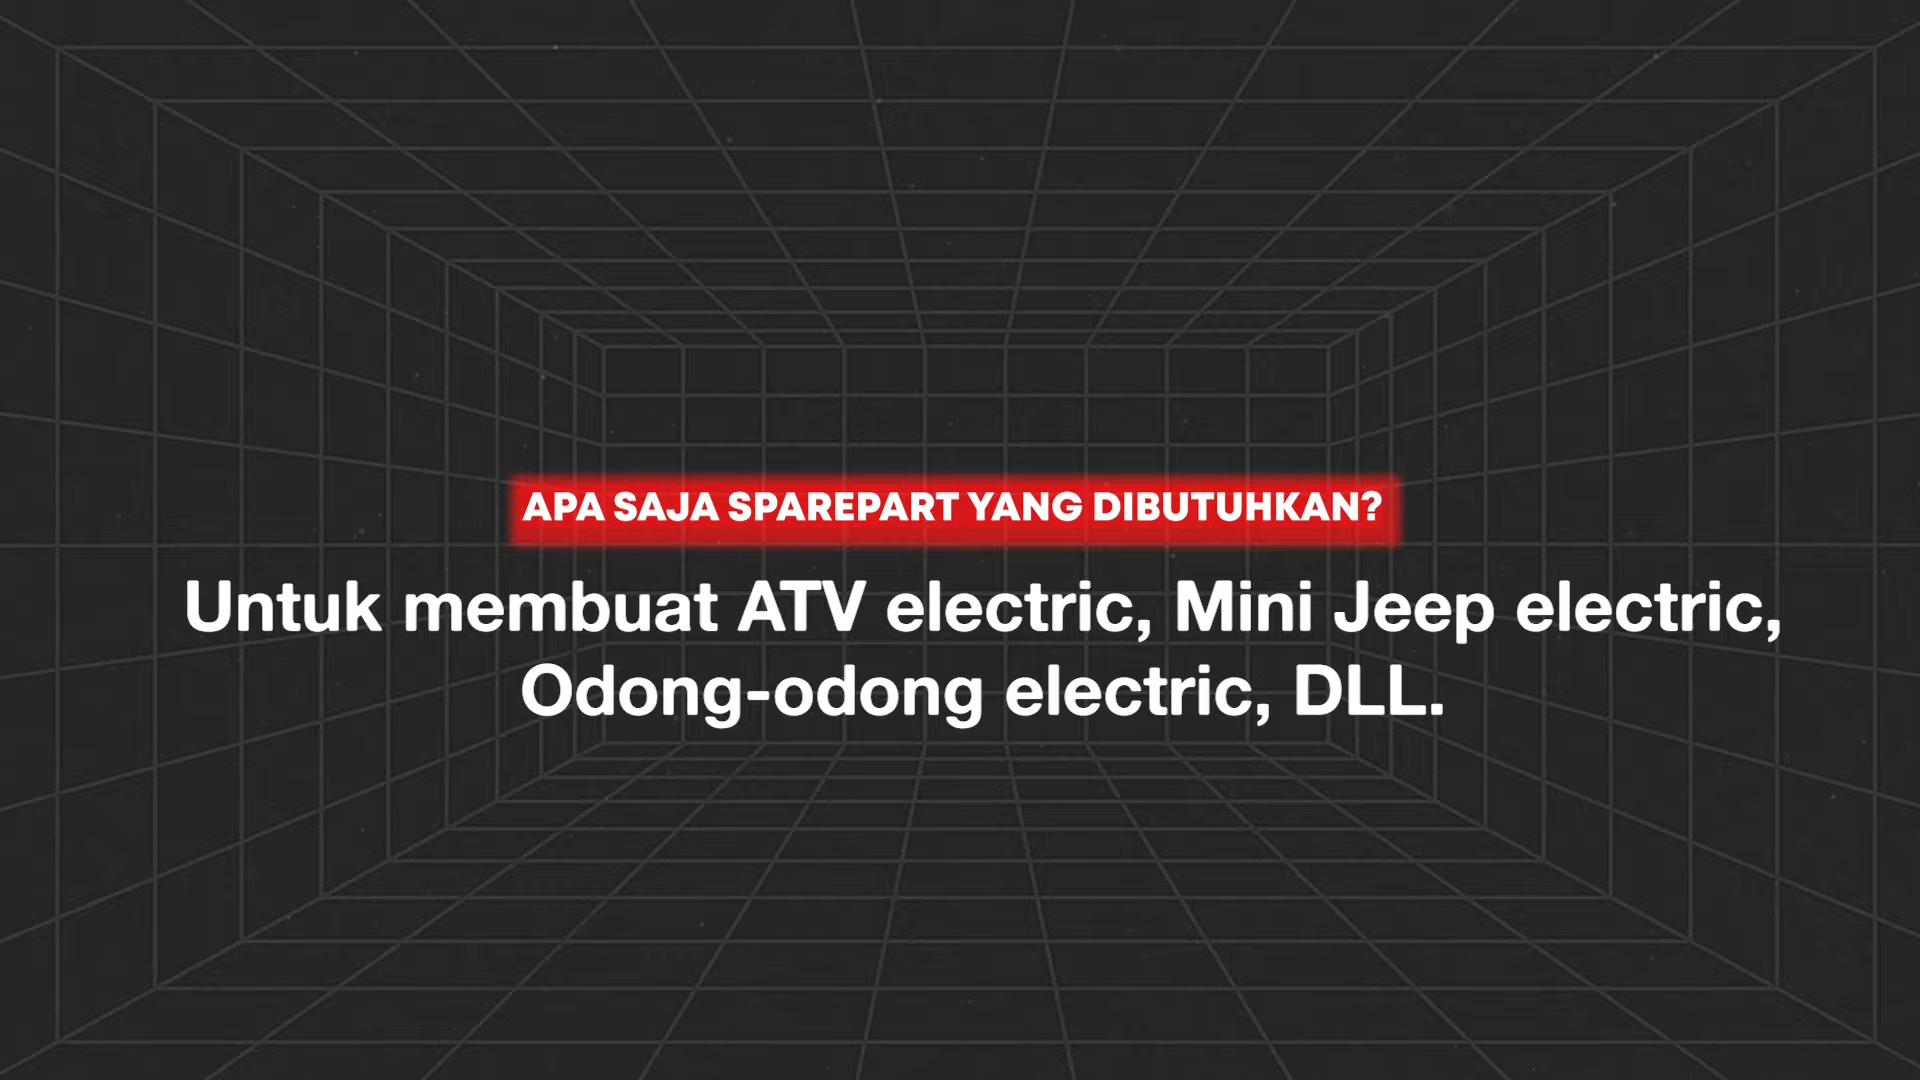 APA SAJA SPAREPART YANG DIBUTUHKAN?
Untuk membuat ATV electric, Mini Jeep electric,
Odong-odong electric, DLL.